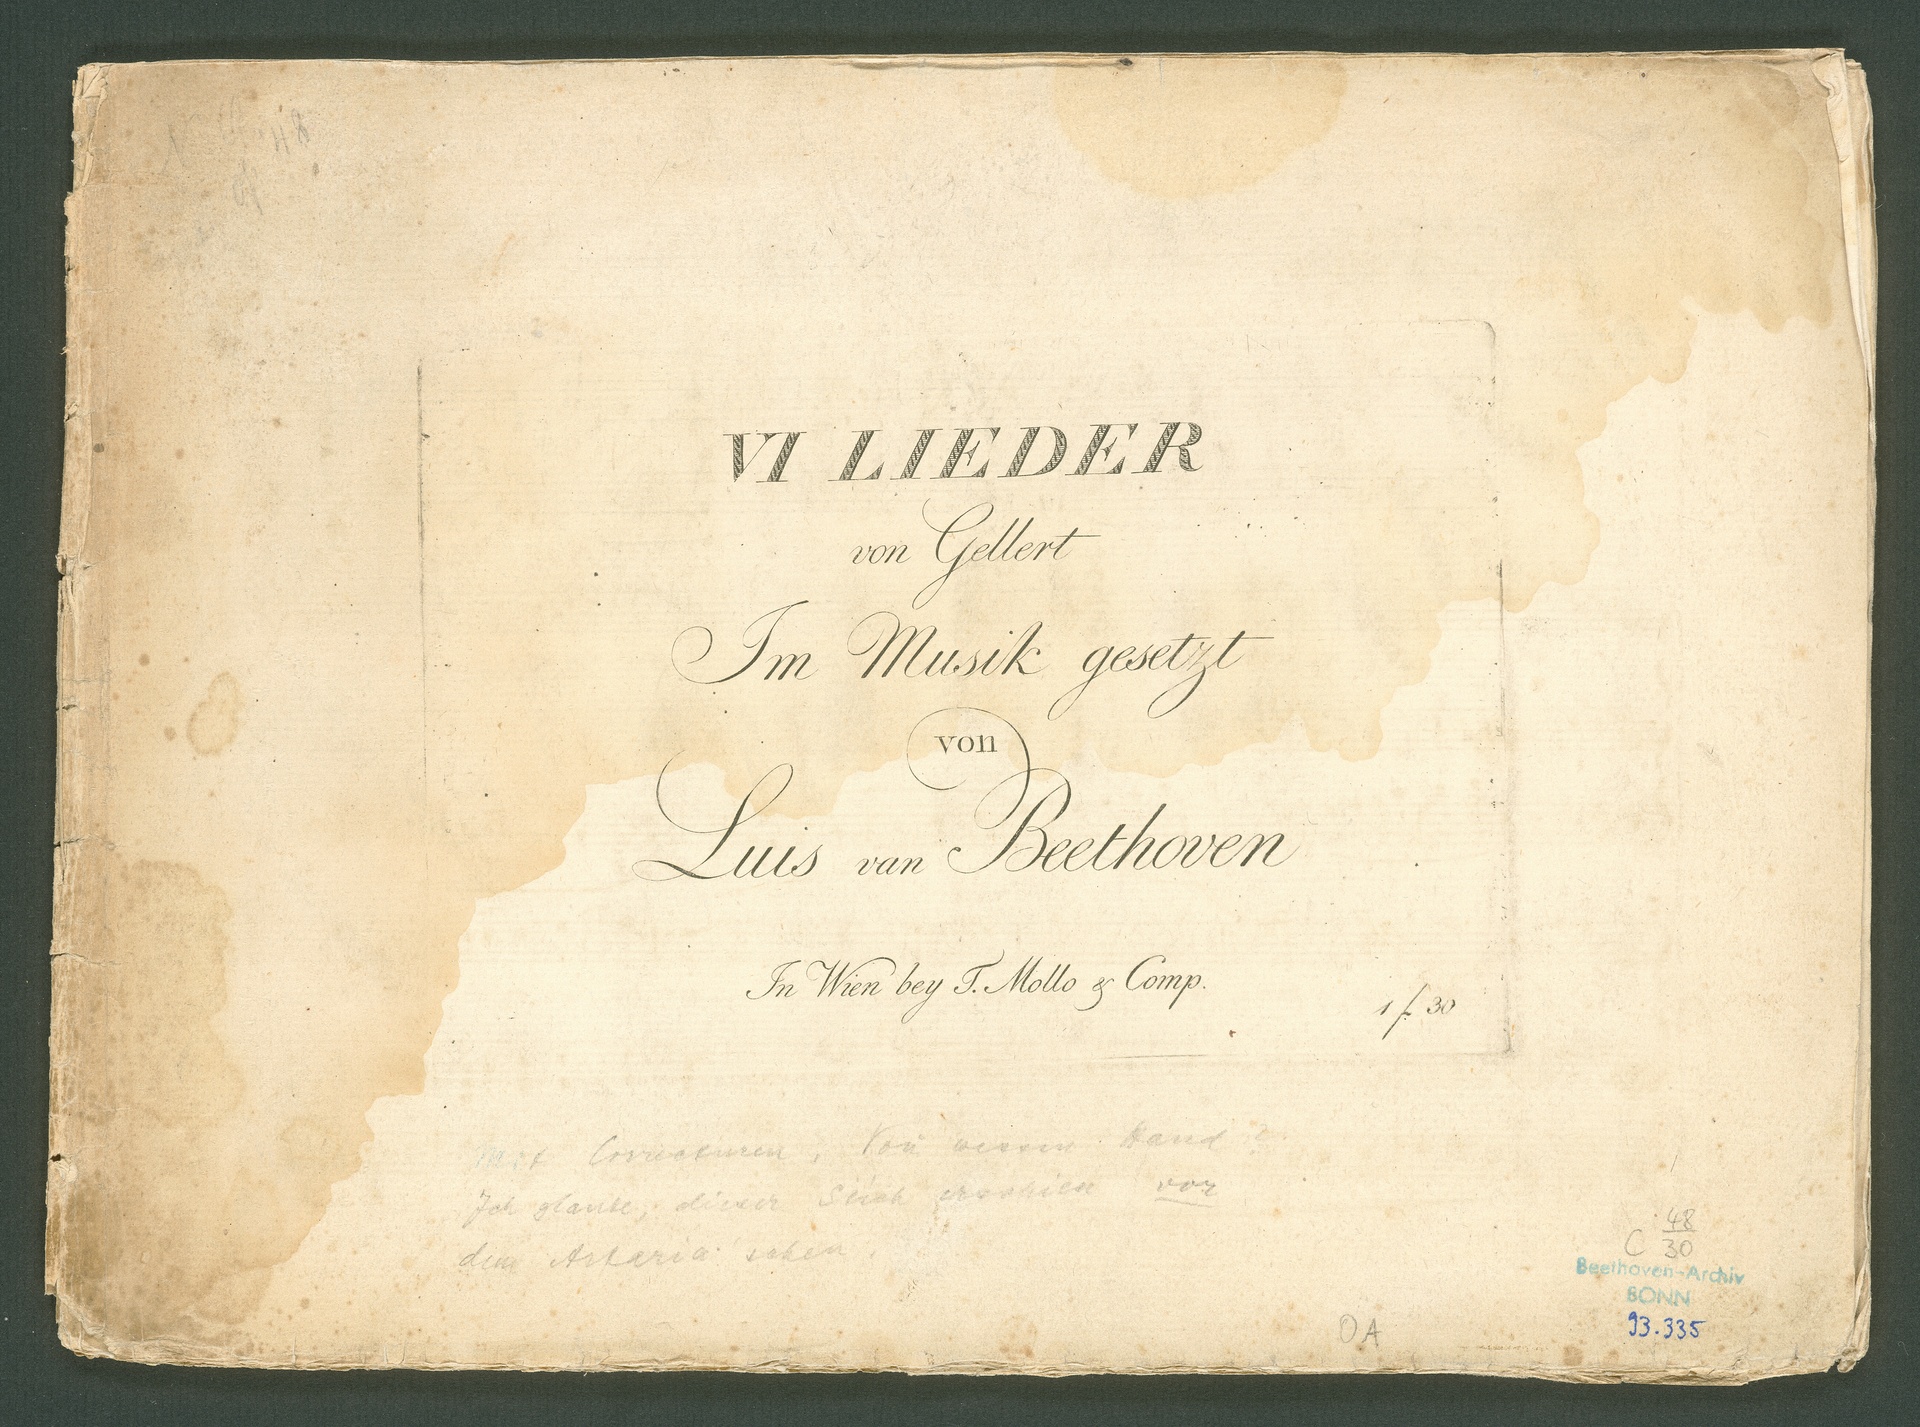 48
VI LIEDER
von Gellert
Im Musik gesetzt
von
Luis van Beethoven
In Wien bey T. Mollo & Comp.
1 f. 30
Mit Correcturen, Von wessen Hand?
Ich glaube, dieser Stich erschien vor
dem Artaria'schen.
C 48/30
Beethoven-Archiv
BONN
93.335
OA